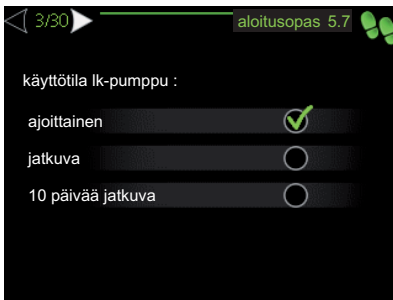 3/30
aloitusopas 5.7
käyttötila lk-pumppu :
ajoittainen
jatkuva
10 päivää jatkuva